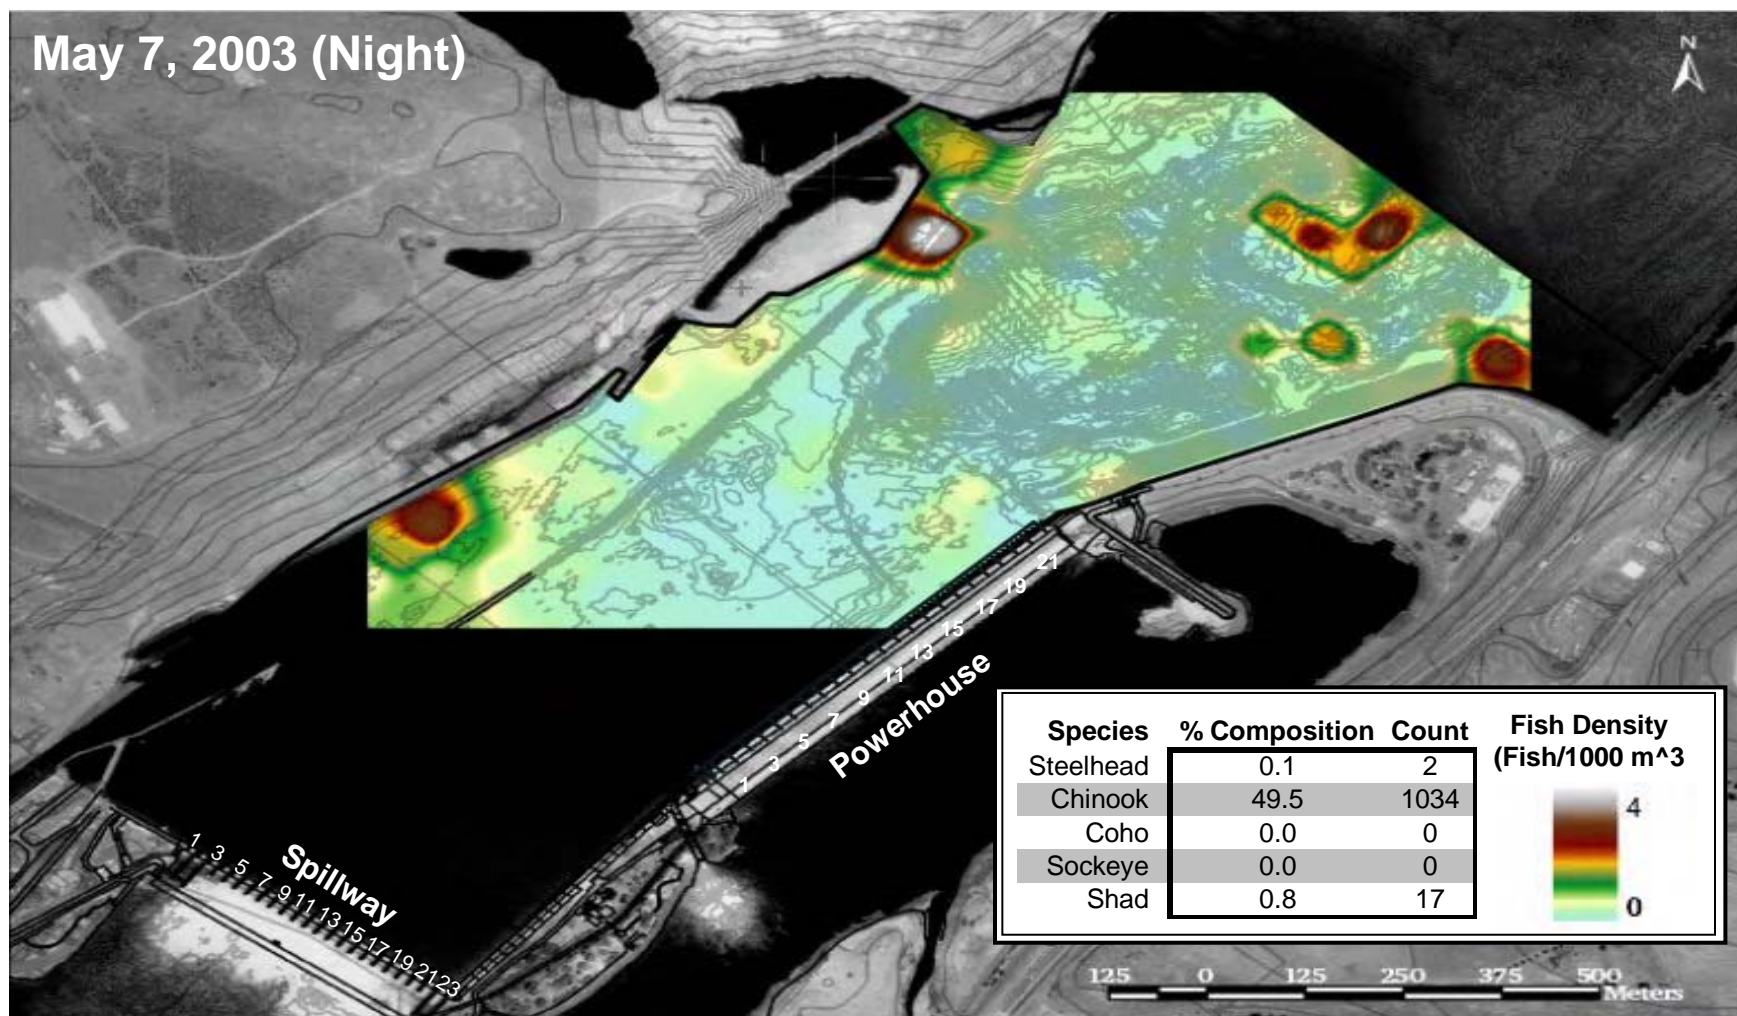 May 7, 2003 (Night)
N
21
19
17
15
13
11
9
7
5
3
1
Powerhouse
Spillway
1 3 5 7 9 11 13 15 17 19 21 23
Species % Composition Count
Steelhead 0.1 2
Chinook 49.5 1034
Coho 0.0 0
Sockeye 0.0 0
Shad 0.8 17
Fish Density
(Fish/1000 m^3
4
0
125 0 125 250 375 500
Meters